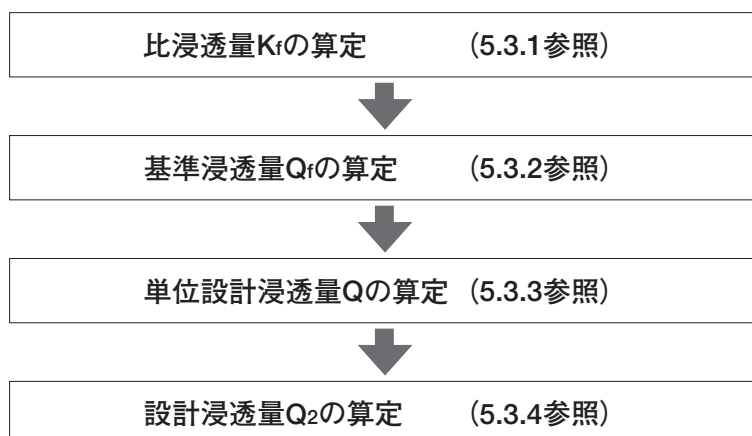 比浸透量Kfの算定 (5.3.1参照)
基準浸透量Qfの算定 (5.3.2参照)
単位設計浸透量Qの算定 (5.3.3参照)
設計浸透量Q2の算定 (5.3.4参照)